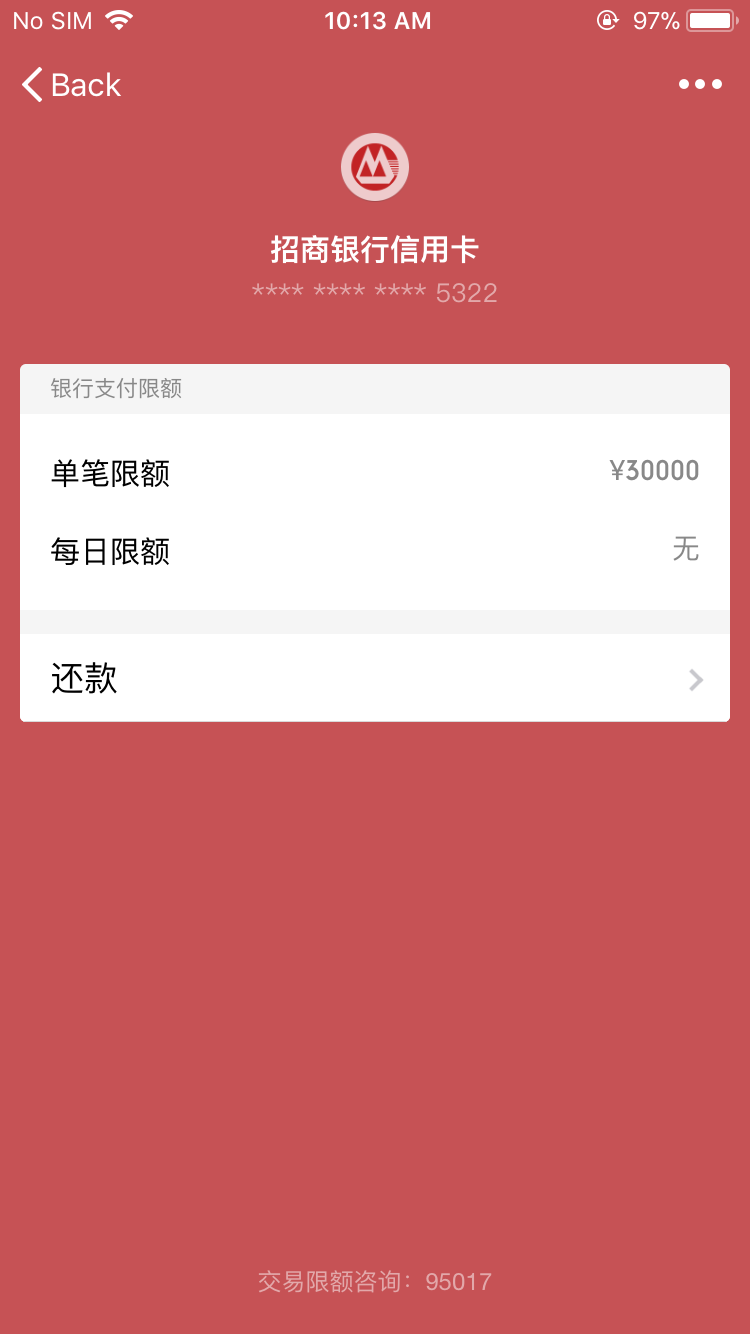 No SIM 10:13 AM 97%
Back
招商银行信用卡
**** **** **** 5322
银行支付限额
单笔限额 ¥30000
每日限额 无
还款
交易限额咨询：95017